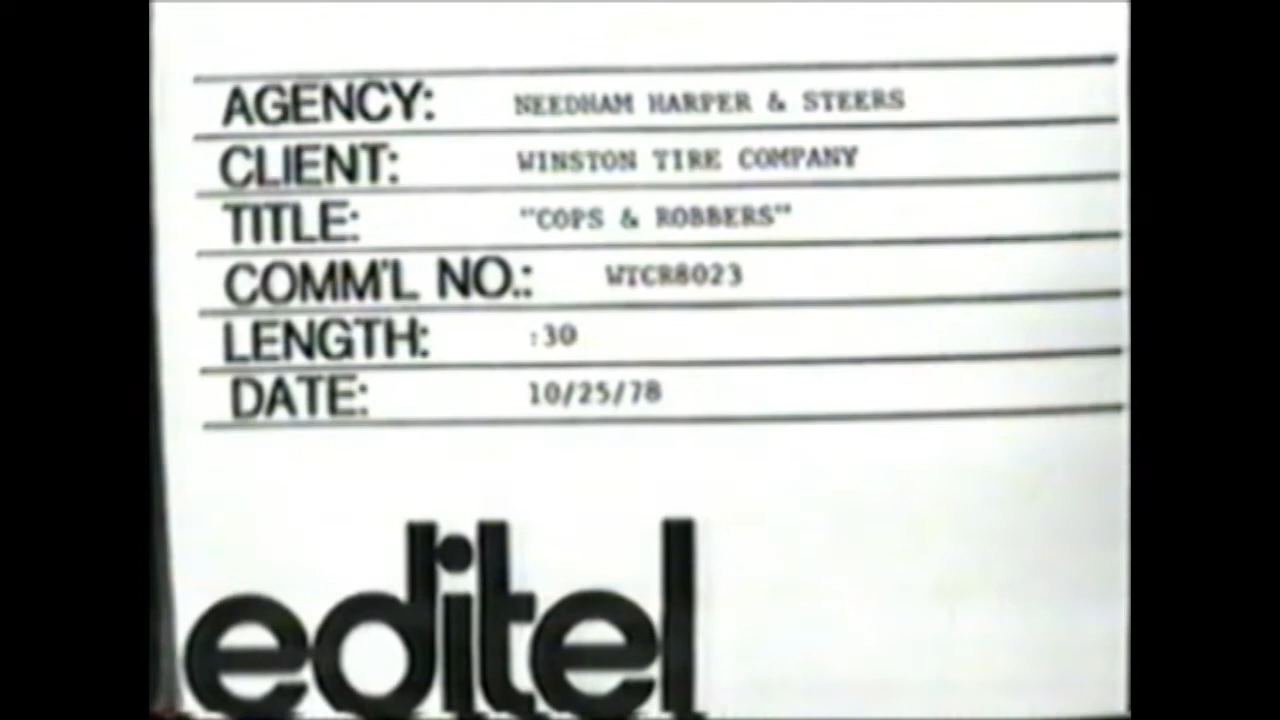 AGENCY: NEEDHAM HARPER & STEERS
CLIENT: WINSTON TIRE COMPANY
TITLE: "COPS & ROBBERS"
COMM'L NO.: WTCR8023
LENGTH: :30
DATE: 10/25/78
editel